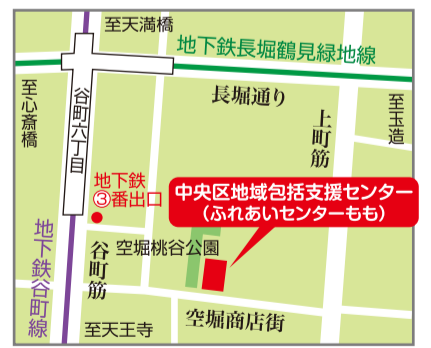 至天満橋
地下鉄長堀鶴見緑地線
長堀通り
至心斎橋
谷町六丁目
上町筋
至玉造
地下鉄
③番出口
中央区地域包括支援センター
（ふれあいセンターもも）
地下鉄谷町線
谷町筋
空堀桃谷公園
空堀商店街
至天王寺